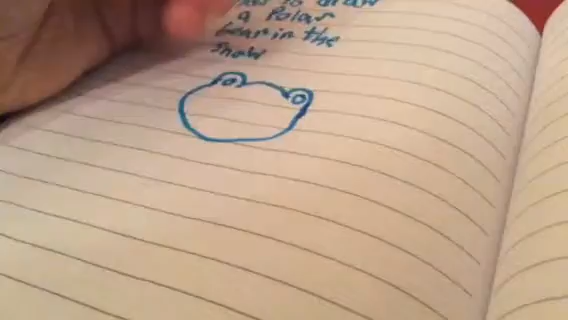 to draw
a Polar
bear in the
snow